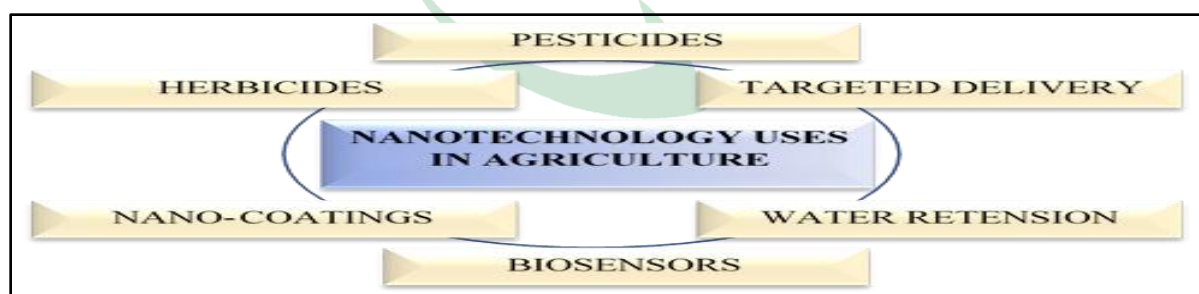 PESTICIDES
HERBICIDES
TARGETED DELIVERY
NANOTECHNOLOGY USES
IN AGRICULTURE
NANO-COATINGS
WATER RETENSION
BIOSENSORS